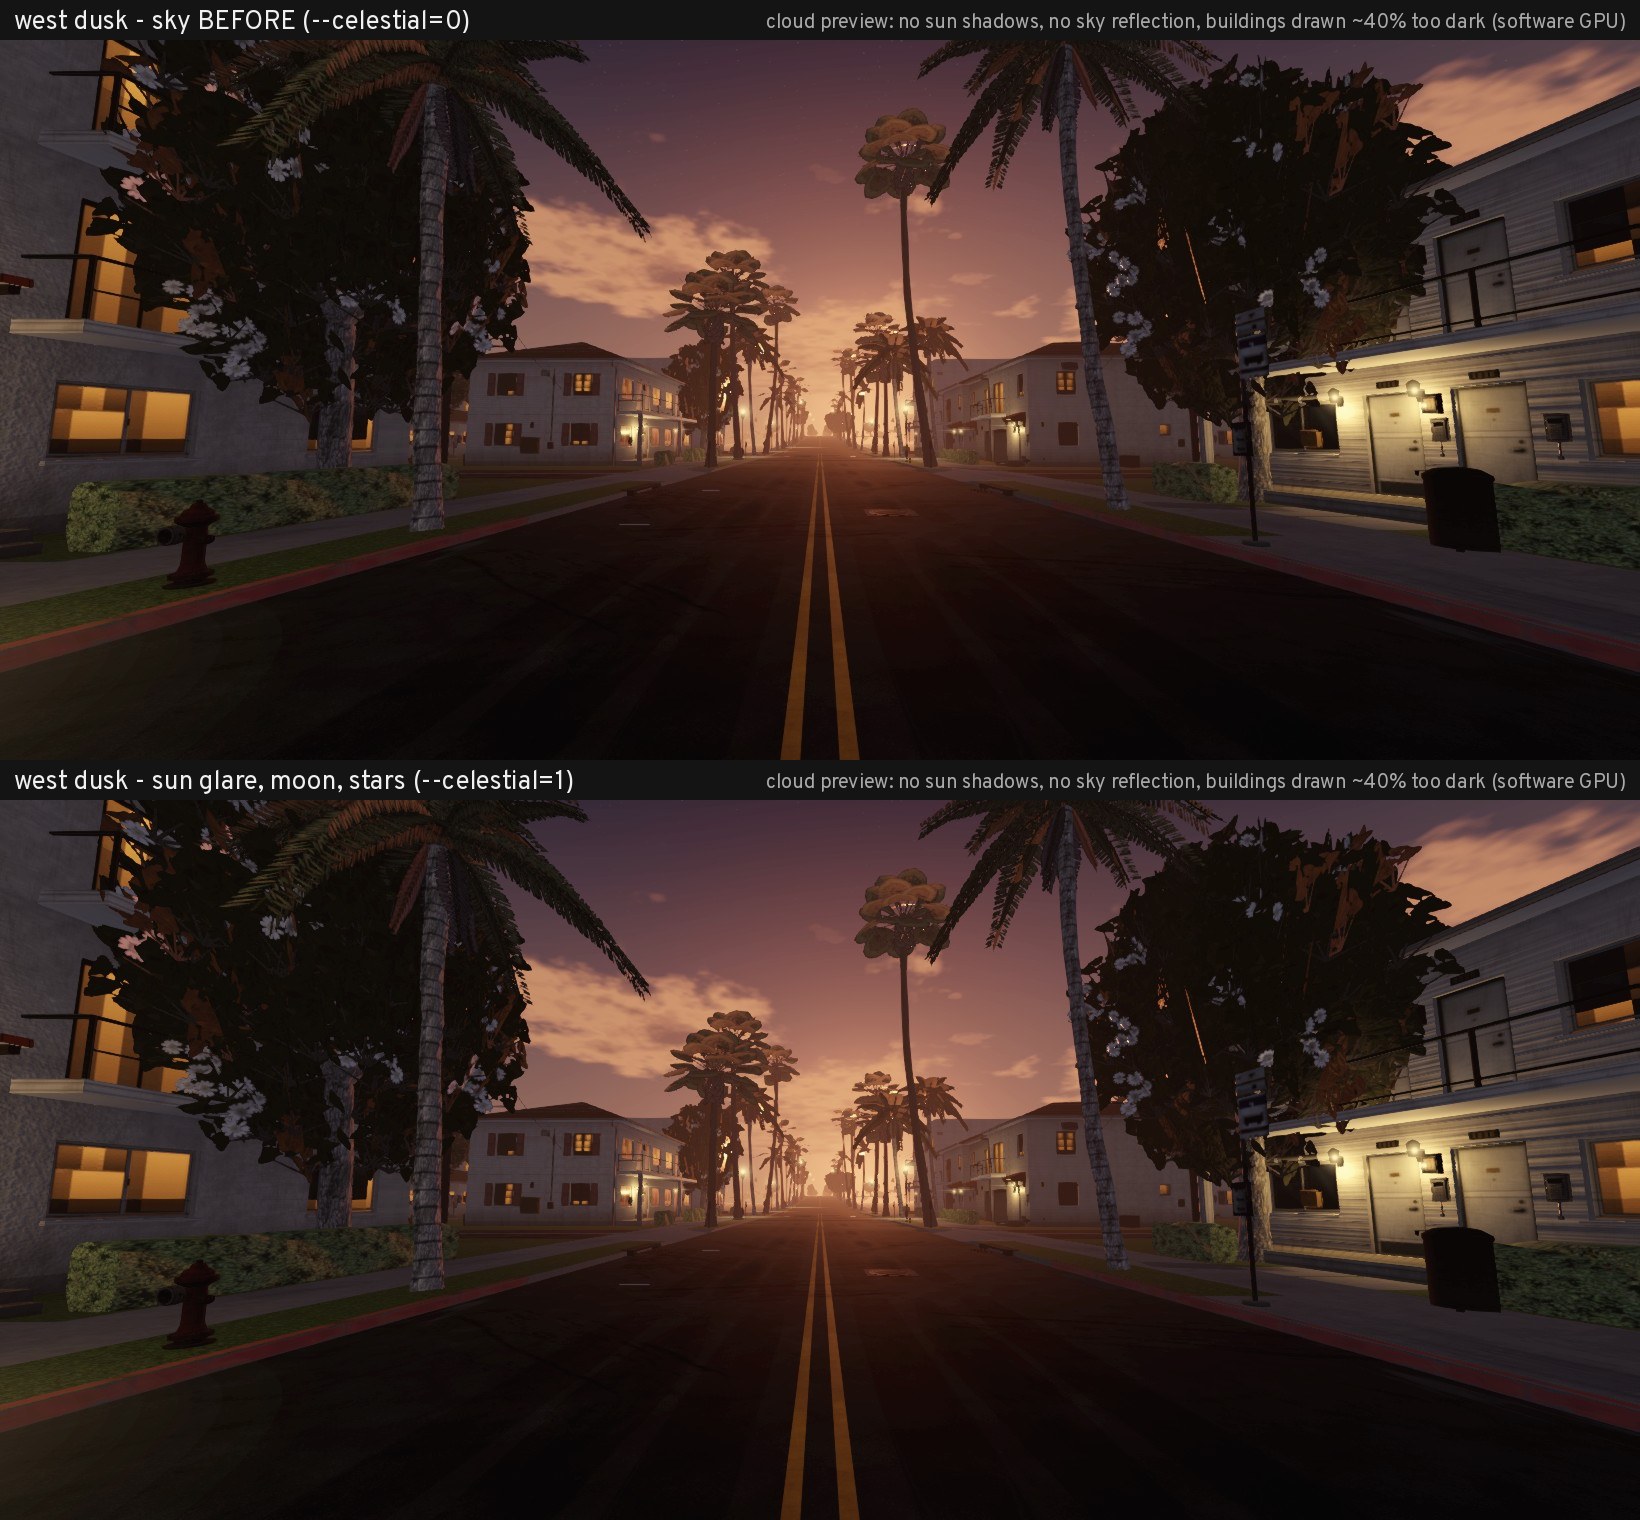 west dusk - sky BEFORE (--celestial=0)
cloud preview: no sun shadows, no sky reflection, buildings drawn ~40% too dark (software GPU)
west dusk - sun glare, moon, stars (--celestial=1)
cloud preview: no sun shadows, no sky reflection, buildings drawn ~40% too dark (software GPU)